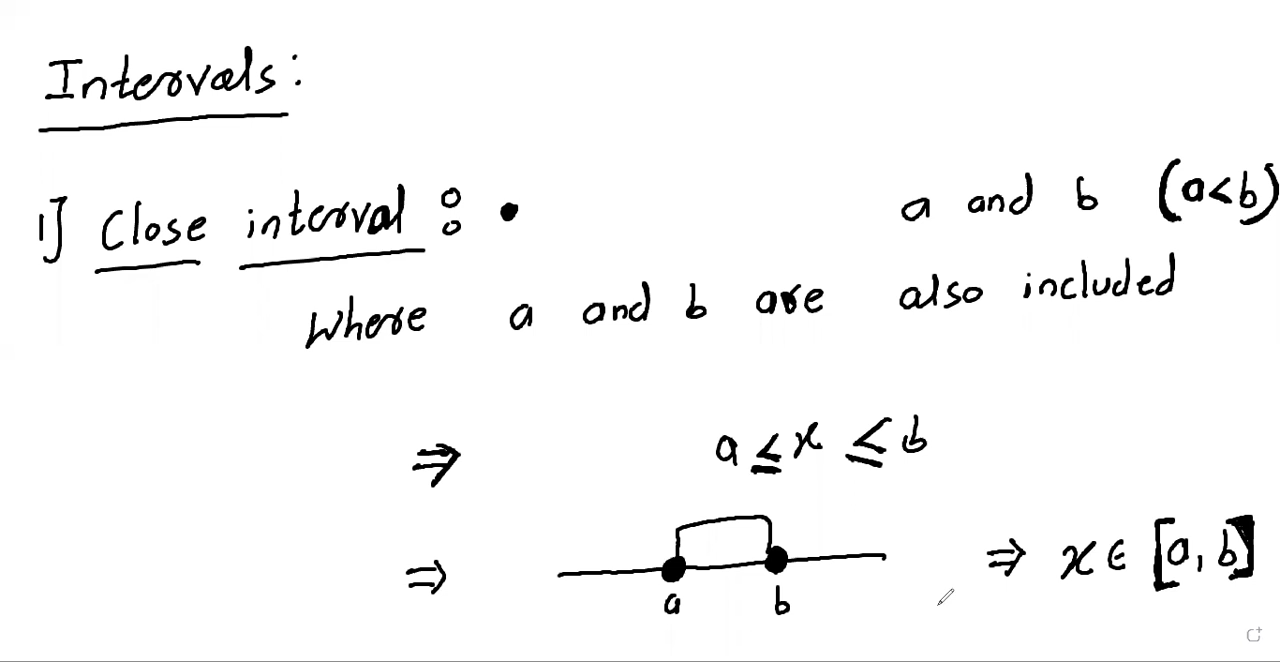 Intervals:
1] Close interval : • a and b (a<b)
Where a and b are also included
⇒ a ≤ x ≤ b
⇒ a b ⇒ x ∈ [a, b]